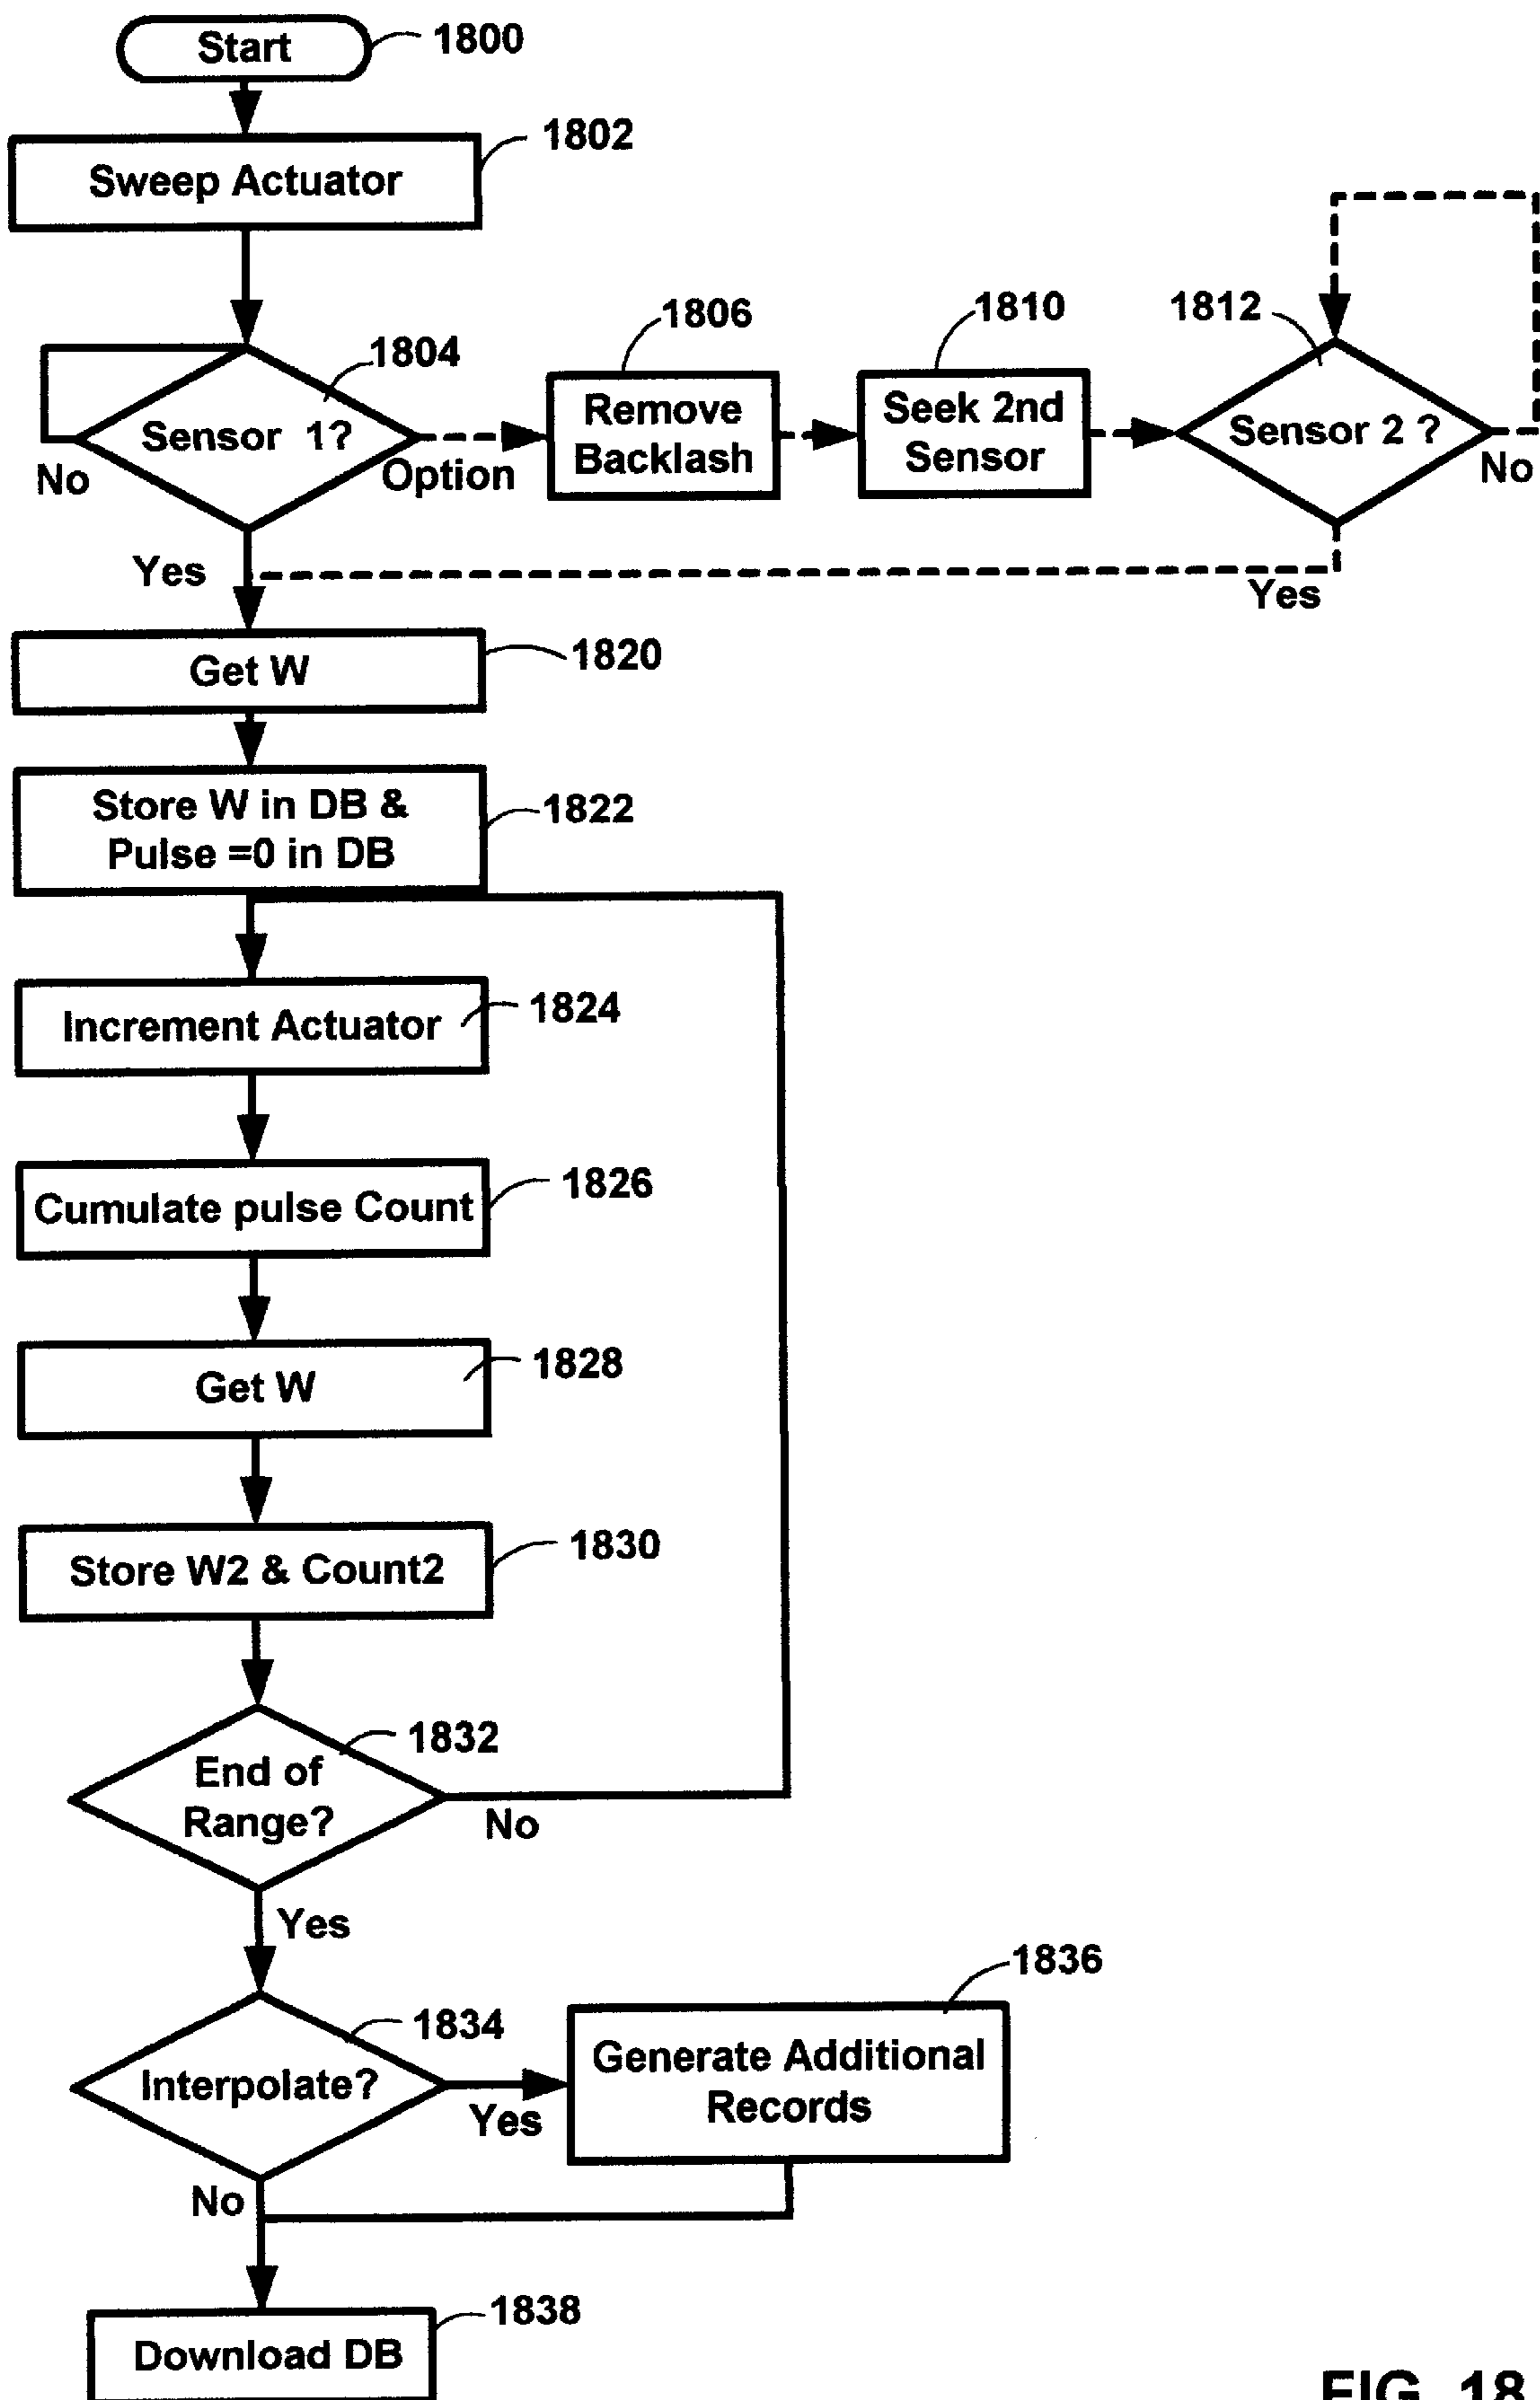 Start
1800
1802
Sweep Actuator
1804
Sensor 1?
No
Option
1806
Remove
Backlash
1810
Seek 2nd
Sensor
1812
Sensor 2 ?
No
Yes
Yes
Get W
1820
Store W in DB &
Pulse =0 in DB
1822
Increment Actuator
1824
Cumulate pulse Count
1826
Get W
1828
Store W2 & Count2
1830
1832
End of
Range?
No
Yes
1834
Interpolate?
Yes
1836
Generate Additional
Records
No
1838
Download DB
FIG. 18